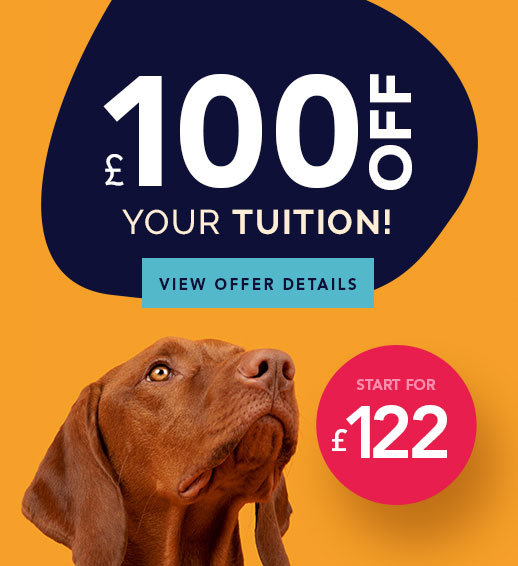 £100 OFF
YOUR TUITION!
VIEW OFFER DETAILS
START FOR
£122